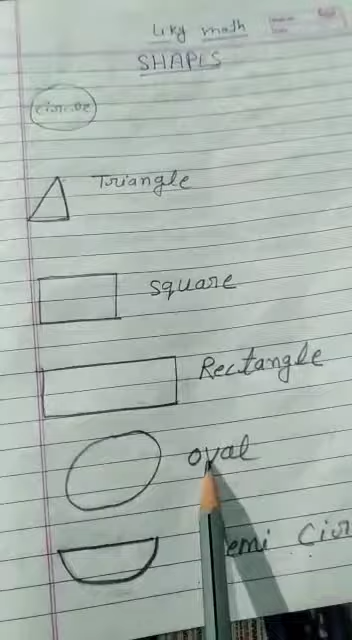 Lkg math
SHAPES
circle
Triangle
square
Rectangle
oval
emi Cir